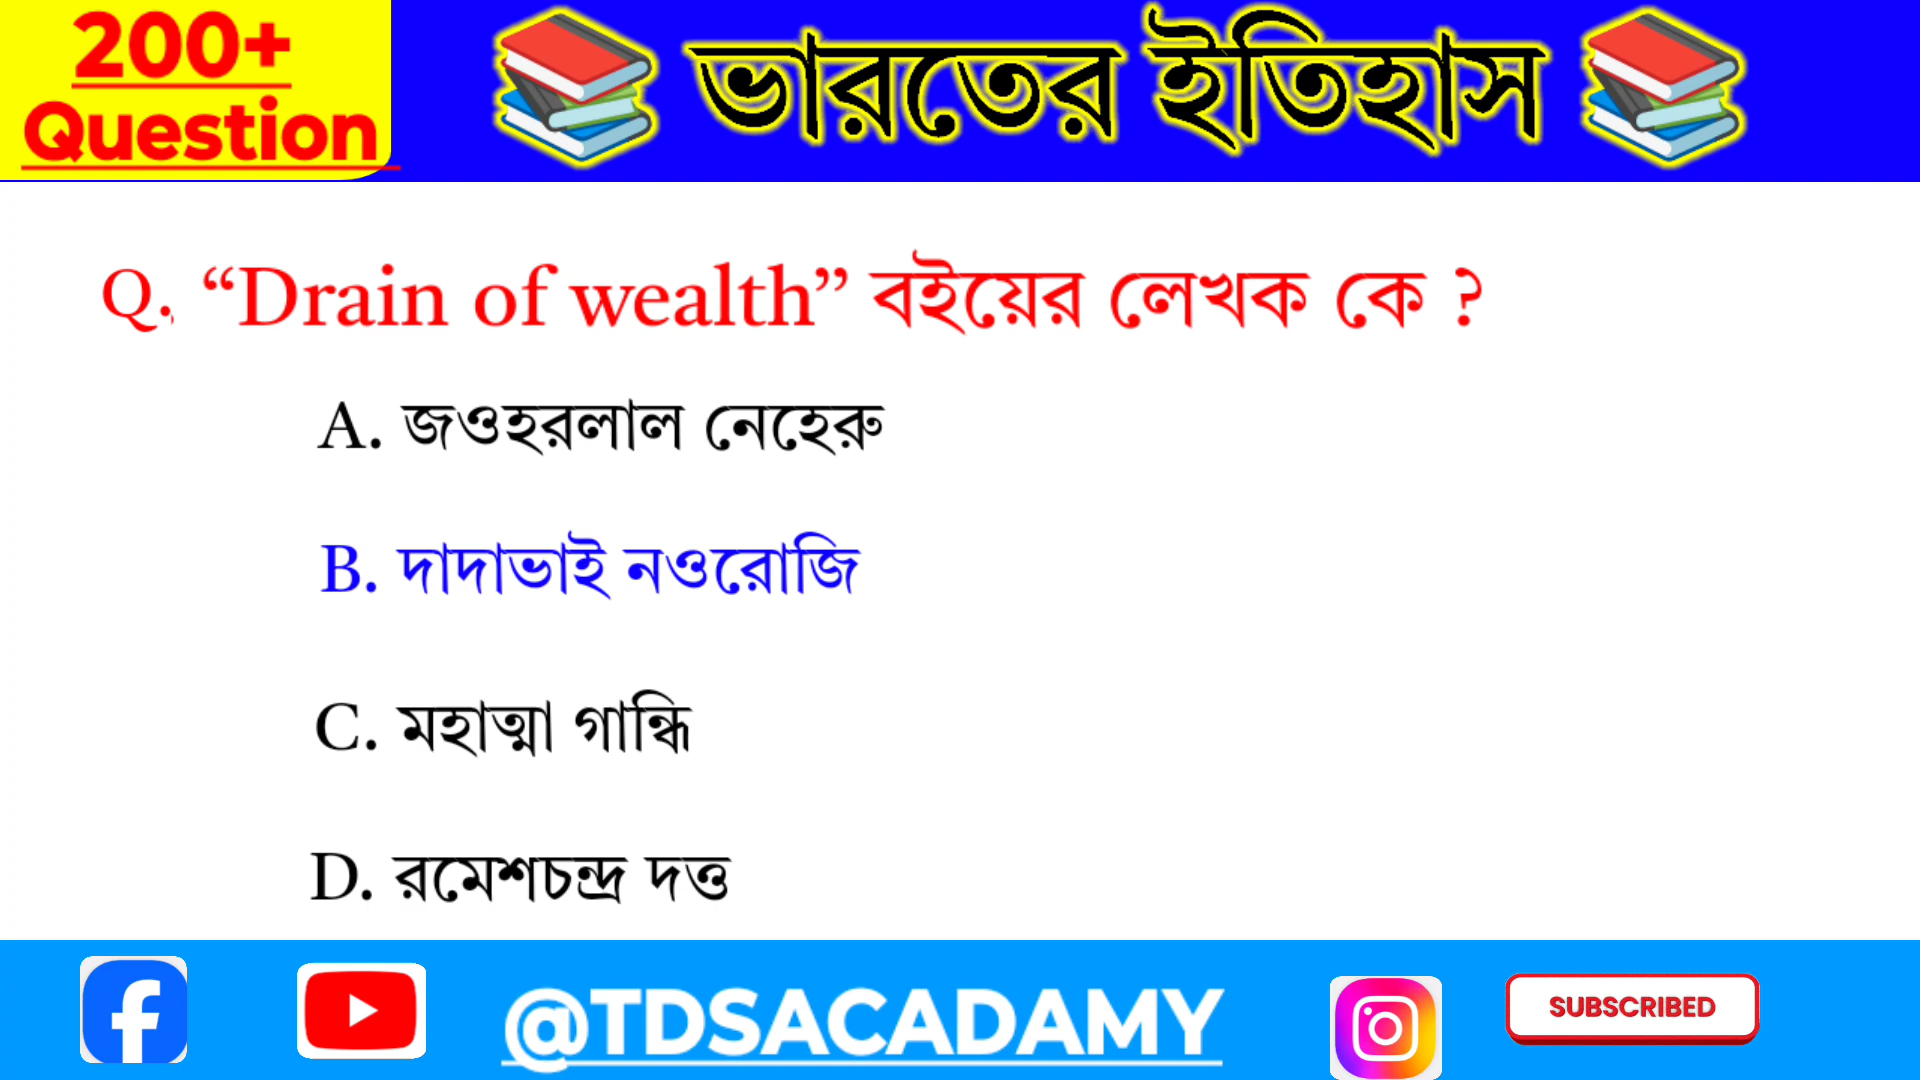 200+
Question
ভারতের ইতিহাস
Q. “Drain of wealth” বইয়ের লেখক কে ?
A. জওহরলাল নেহেরু
B. দাদাভাই নওরোজি
C. মহাত্মা গান্ধি
D. রমেশচন্দ্র দত্ত
@TDSACADAMY
SUBSCRIBED